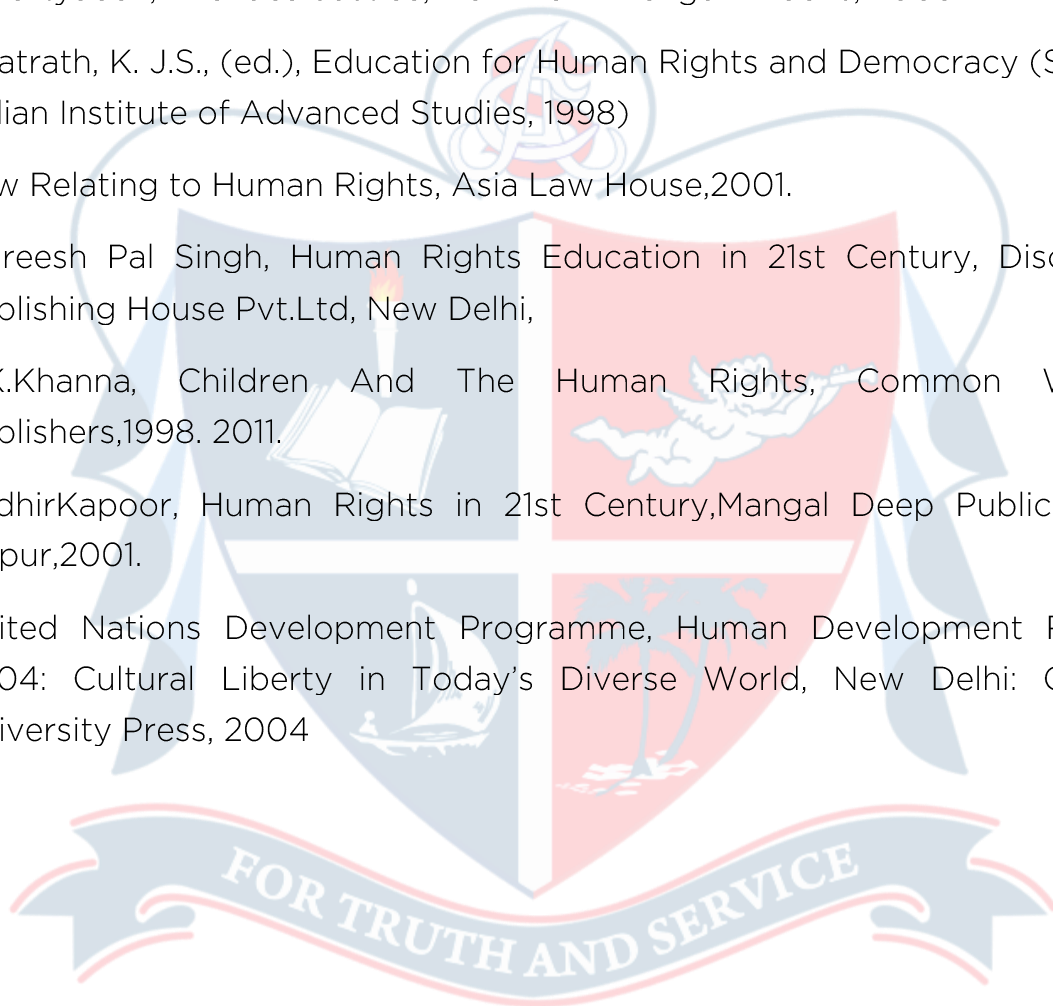 atrath, K. J.S., (ed.), Education for Human Rights and Democracy (S
lian Institute of Advanced Studies, 1998)
w Relating to Human Rights, Asia Law House,2001.
reesh Pal Singh, Human Rights Education in 21st Century, Disc
blishing House Pvt.Ltd, New Delhi,
K.Khanna, Children And The Human Rights, Common W
blishers,1998. 2011.
dhirKapoor, Human Rights in 21st Century,Mangal Deep Public
pur,2001.
ited Nations Development Programme, Human Development R
04: Cultural Liberty in Today's Diverse World, New Delhi: O
iversity Press, 2004
FOR TRUTH AND SERVICE